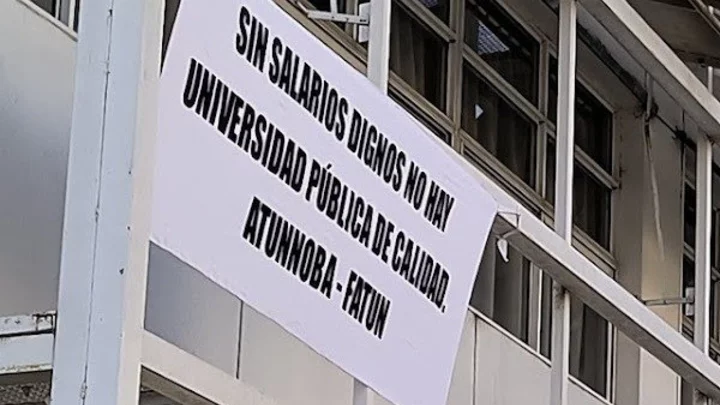 SIN SALARIOS DIGNOS NO HAY
UNIVERSIDAD PÚBLICA DE CALIDAD.
ATUNNOBA - FATUN